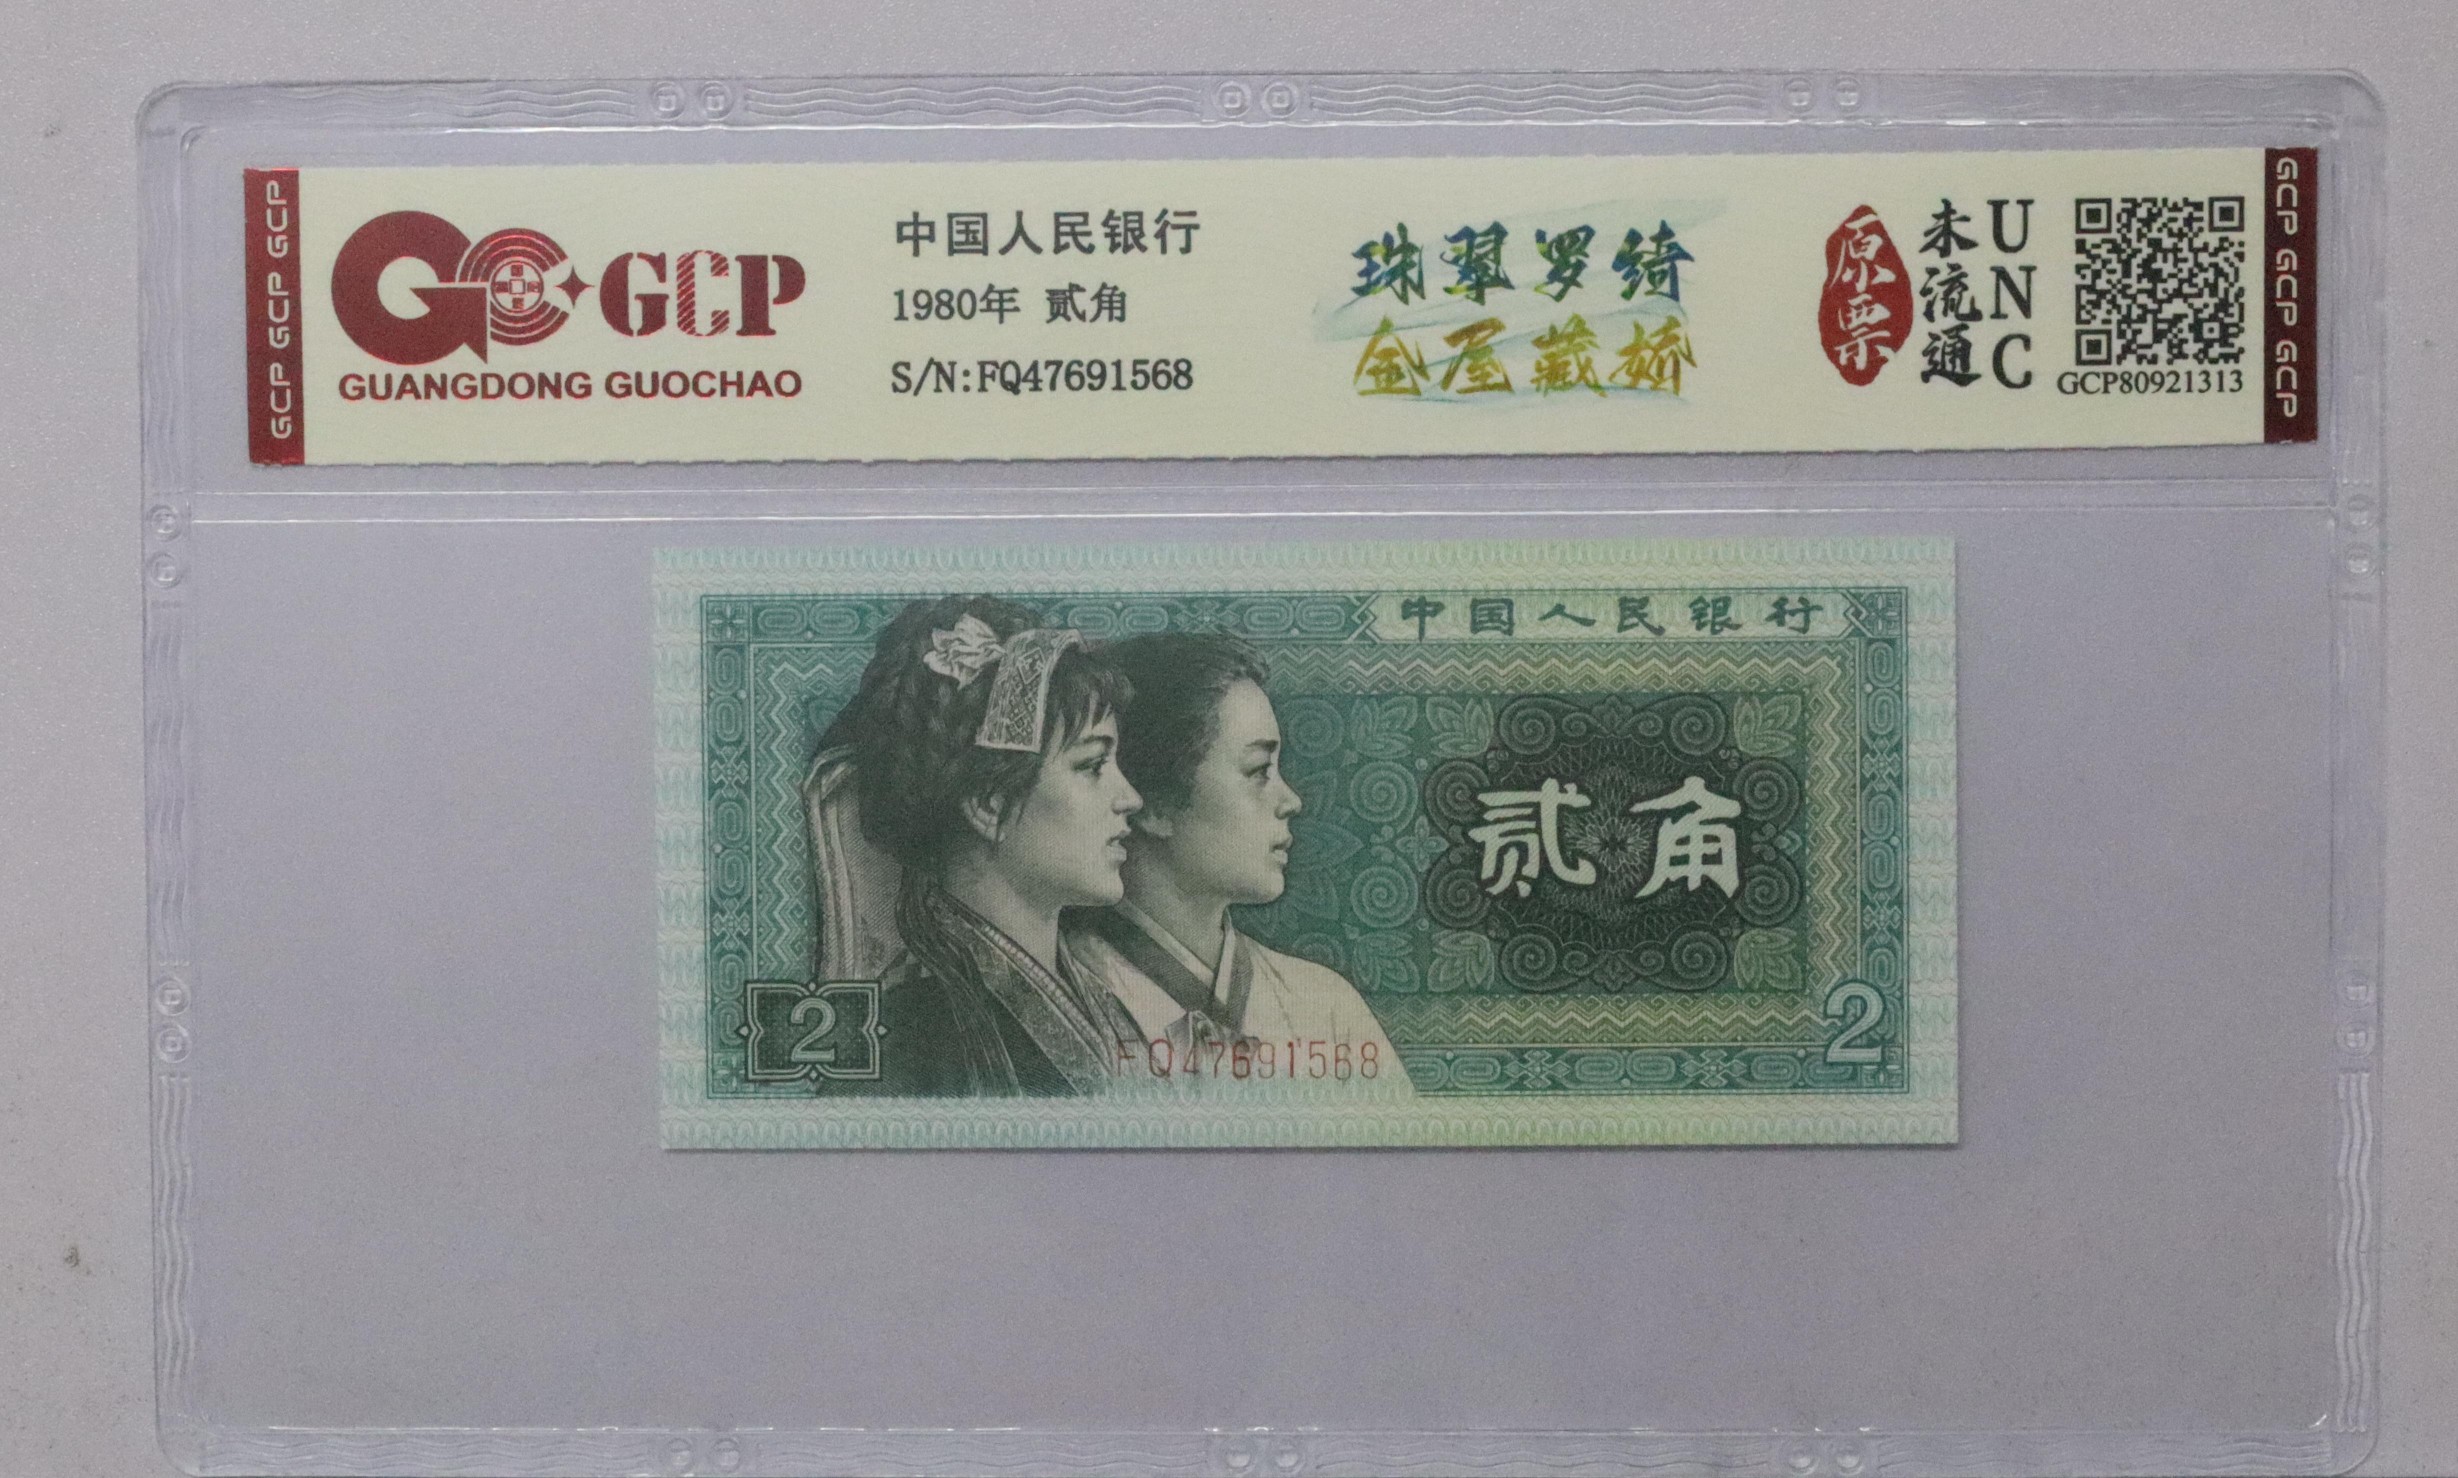 GCP GCP GCP
GCP
GUANGDONG GUOCHAO
中国人民银行
1980年 贰角
S/N:FQ47691568
珠翠罗绮
金屋藏娇
原票
未流通
UNC
GCP80921313
GCP GCP GCP
中国人民银行
贰角
2
2
FQ47691568